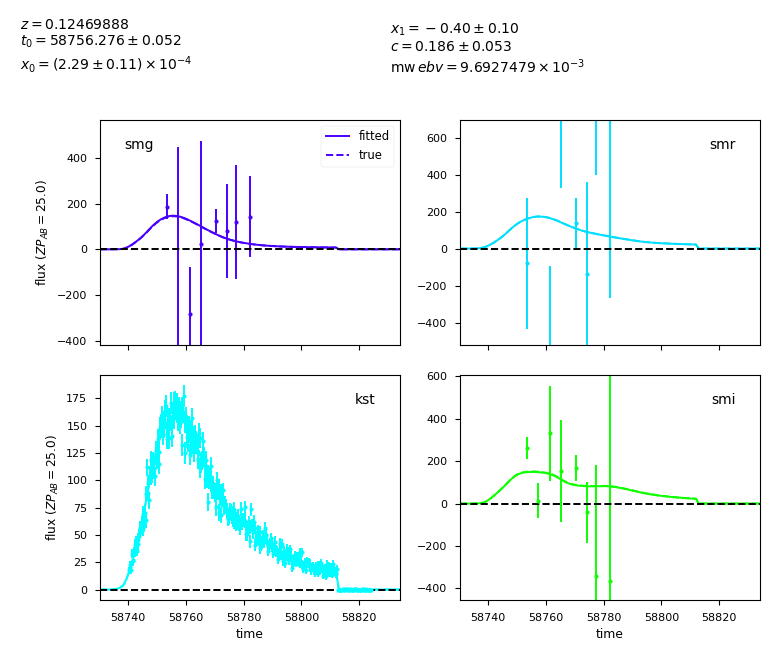 z = 0.12469888
t₀ = 58756.276 ± 0.052
x₀ = (2.29 ± 0.11) × 10⁻⁴
x₁ = −0.40 ± 0.10
c = 0.186 ± 0.053
mw ebv = 9.6927479 × 10⁻³
smg
fitted
true
400
200
0
−200
−400
flux (ZP_AB = 25.0)
smr
600
400
200
0
−200
−400
kst
175
150
125
100
75
50
25
0
flux (ZP_AB = 25.0)
58740 58760 58780 58800 58820
time
smi
600
400
200
0
−200
−400
58740 58760 58780 58800 58820
time